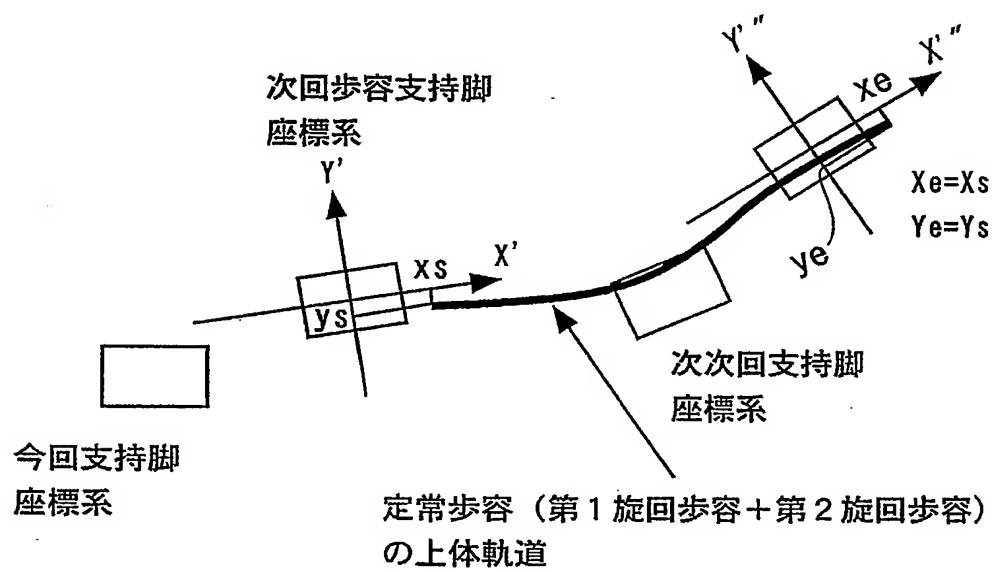 Y'"
X'"
xe
次回歩容支持脚
座標系
Y'
Xe=Xs
Ye=Ys
ye
X'
xs
ys
次次回支持脚
座標系
今回支持脚
座標系
定常歩容（第１旋回歩容＋第２旋回歩容）
の上体軌道